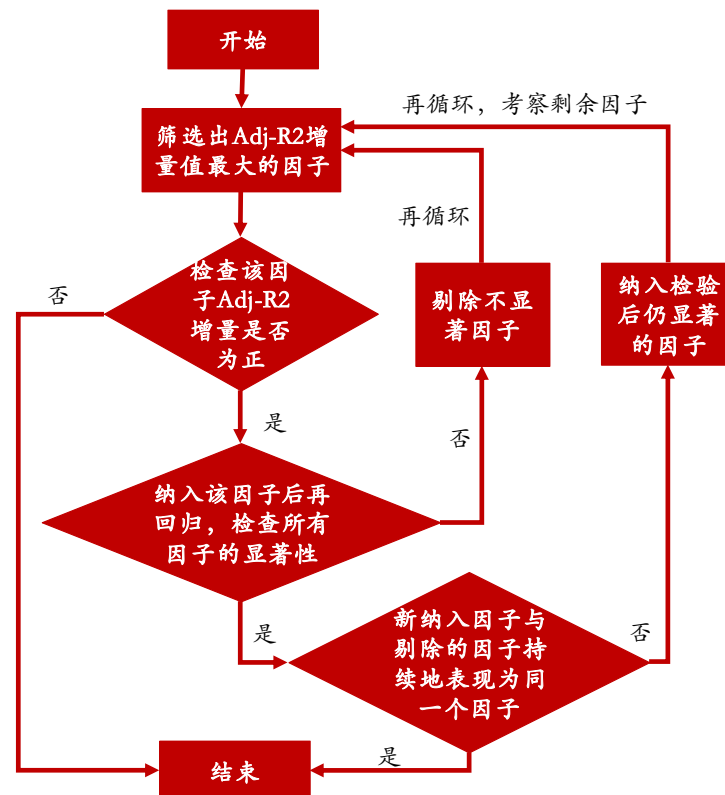 开始
再循环，考察剩余因子
筛选出Adj-R2增
量值最大的因子
再循环
检查该因
子Adj-R2
增量是否
为正
否
剔除不显
著因子
纳入检验
后仍显著
的因子
是
否
纳入该因子后再
回归，检查所有
因子的显著性
新纳入因子与
剔除的因子持
续地表现为同
一个因子
是
否
是
结束